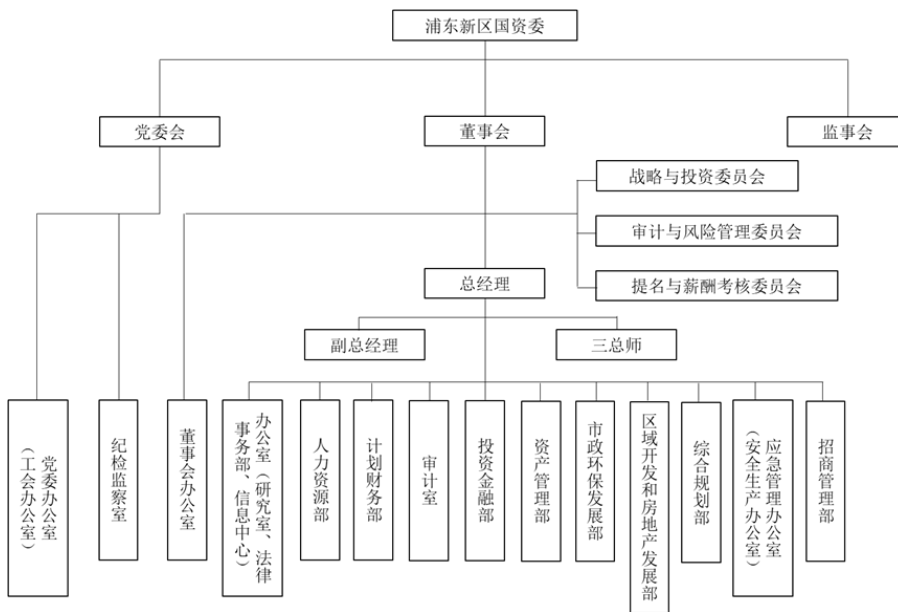 浦东新区国资委
党委会
董事会
监事会
战略与投资委员会
审计与风险管理委员会
提名与薪酬考核委员会
总经理
副总经理
三总师
党委办公室
（工会办公室）
纪检监察室
董事会办公室
办公室（研究室、法律
事务部、信息中心）
人力资源部
计划财务部
审计室
投资金融部
资产管理部
市政环保发展部
区域开发和房地产发展部
综合规划部
应急管理办公室
（安全生产办公室）
招商管理部